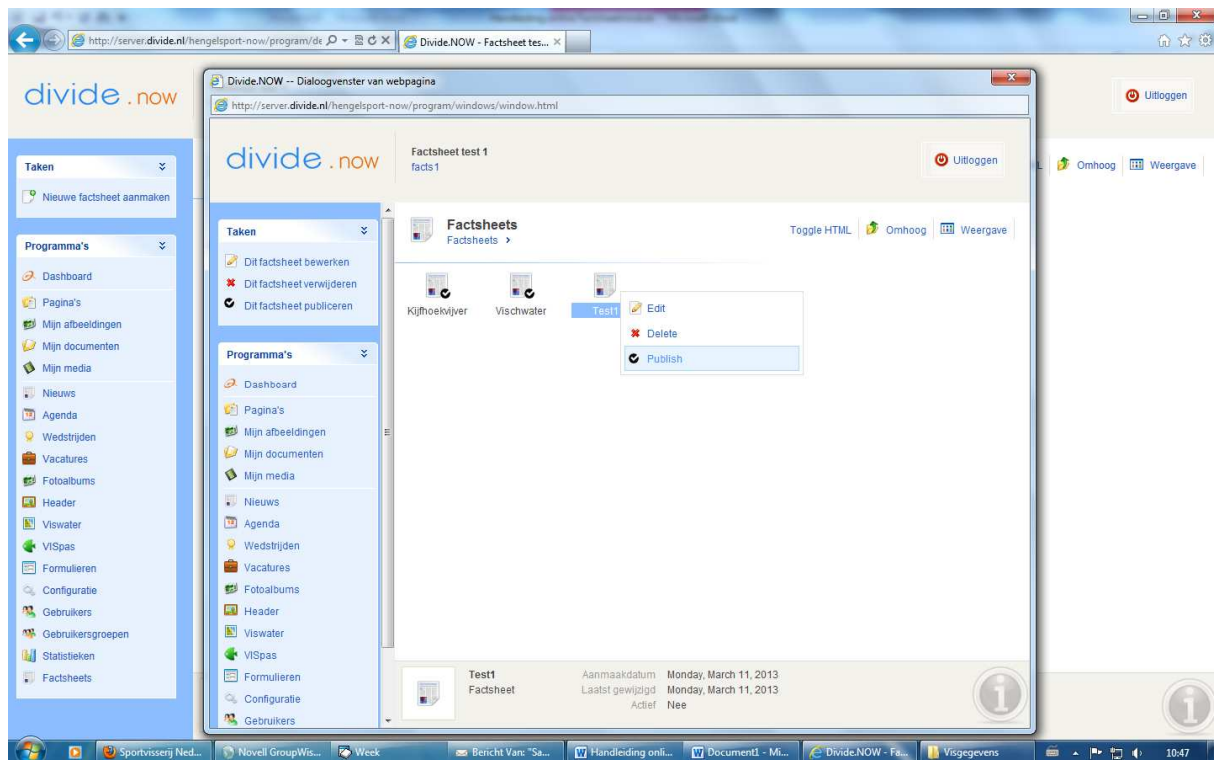 http://server.divide.nl/hengelsport-now/program/de
Divide.NOW - Factsheet tes...
divide . now
Uitloggen
Omhoog
Weergave
Taken
Nieuwe factsheet aanmaken
Programma's
Dashboard
Pagina's
Mijn afbeeldingen
Mijn documenten
Mijn media
Nieuws
Agenda
Wedstrijden
Vacatures
Fotoalbums
Header
Viswater
VISpas
Formulieren
Configuratie
Gebruikers
Gebruikersgroepen
Statistieken
Factsheets
Divide.NOW -- Dialoogvenster van webpagina
http://server.divide.nl/hengelsport-now/program/windows/window.html
divide . now
Factsheet test 1
facts1
Uitloggen
Taken
Dit factsheet bewerken
Dit factsheet verwijderen
Dit factsheet publiceren
Programma's
Dashboard
Pagina's
Mijn afbeeldingen
Mijn documenten
Mijn media
Nieuws
Agenda
Wedstrijden
Vacatures
Fotoalbums
Header
Viswater
VISpas
Formulieren
Configuratie
Gebruikers
Factsheets
Factsheets
Toggle HTML
Omhoog
Weergave
Kijfhoekvijver
Vischwater
Test1
Edit
Delete
Publish
Test1
Factsheet
Aanmaakdatum Monday, March 11, 2013
Laatst gewijzigd Monday, March 11, 2013
Actief Nee
Sportvisserij Ned...
Novell GroupWis...
Week
Bericht Van: "Sa...
Handleiding onli...
Document1 - Mi...
Divide.NOW - Fa...
Visgegevens
10:47